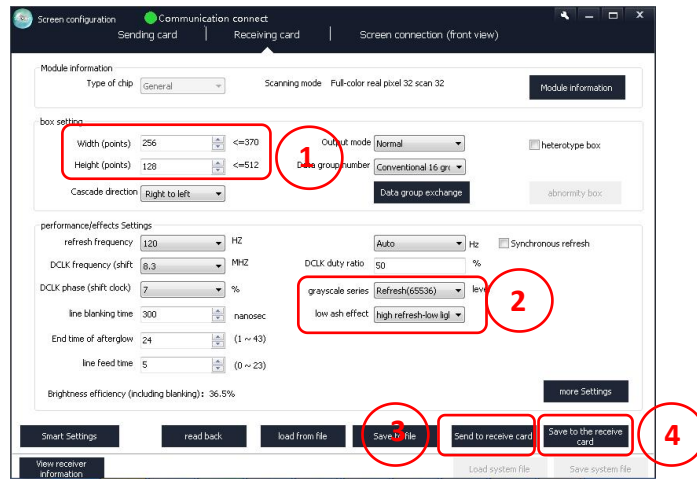 Screen configuration Communication connect X
Sending card Receiving card Screen connection (front view)
Module information
Type of chip General Scanning mode Full-color real pixel 32 scan 32 Module information
box setting
Width (points) 256 <=370 Output mode Normal heterotype box
1
Height (points) 128 <=512 Data group number Conventional 16 gr
Cascade direction Right to left Data group exchange abnormity box
performance/effects Settings
refresh frequency 120 HZ Auto Hz Synchronous refresh
DCLK frequency (shift 8.3 MHZ DCLK duty ratio 50 %
DCLK phase (shift clock) 7 % grayscale series Refresh(65536) leve
2
line blanking time 300 nanosec low ash effect high refresh-low ligl
End time of afterglow 24 (1 ~ 43)
line feed time 5 (0 ~ 23)
Brightness efficiency (including blanking): 36.5% more Settings
3 4
Smart Settings read back load from file Save to file Send to receive card Save to the receive
card
View receiver
information Load system file Save system file